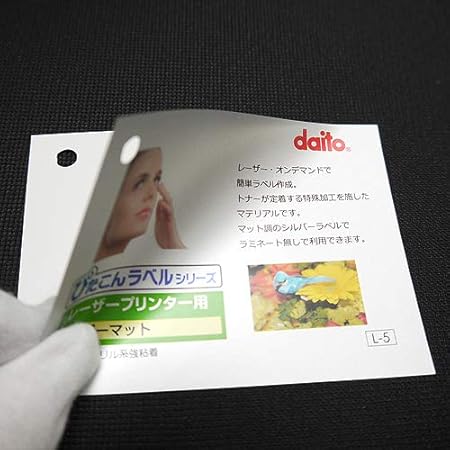 daito®
レーザー・オンデマンドで
簡単ラベル作成。
トナーが定着する特殊加工を施した
マテリアルです。
マット調のシルバーラベルで
ラミネート無しで利用できます。
ぴたこんラベルシリーズ
レーザープリンター用
ーマット
リル系強粘着
L-5